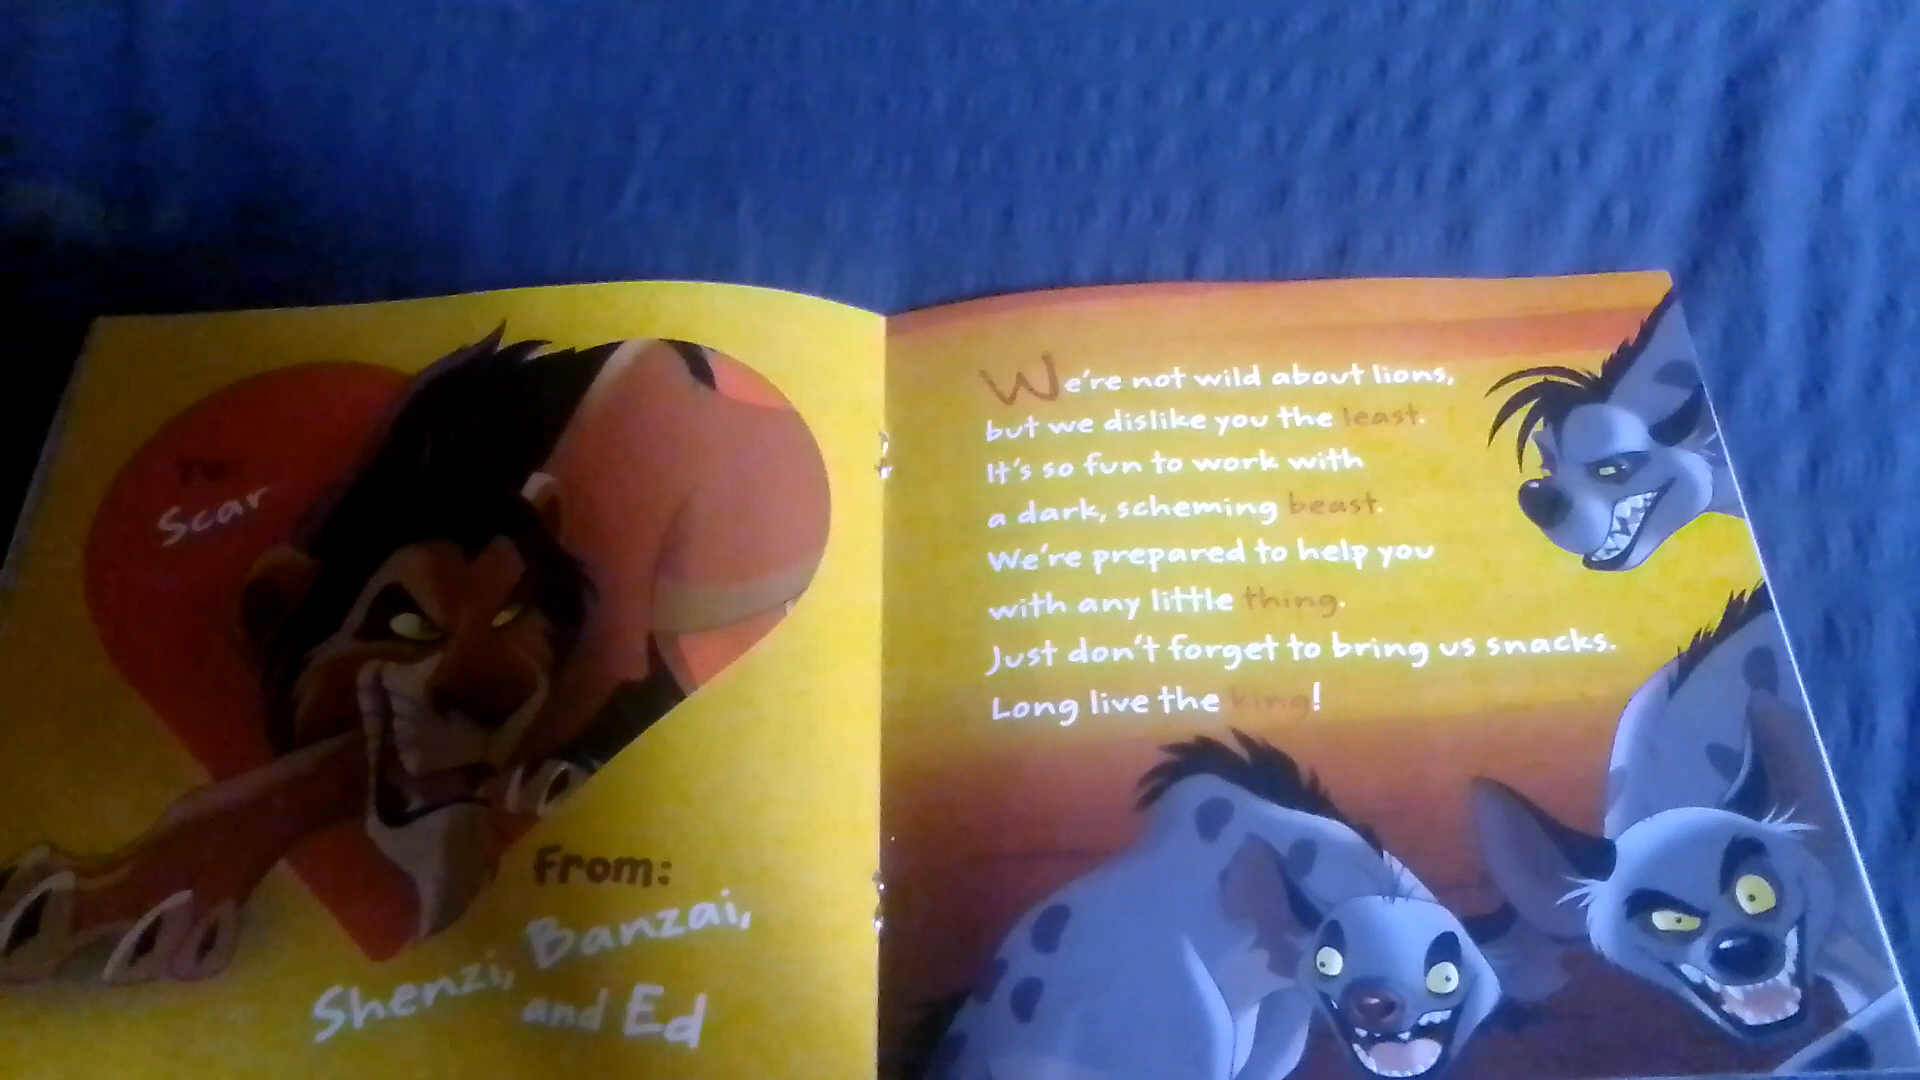 To:
Scar
From:
Shenzi, Banzai,
and Ed
We're not wild about lions,
but we dislike you the least.
It's so fun to work with
a dark, scheming beast.
We're prepared to help you
with any little thing.
Just don't forget to bring us snacks.
Long live the king!